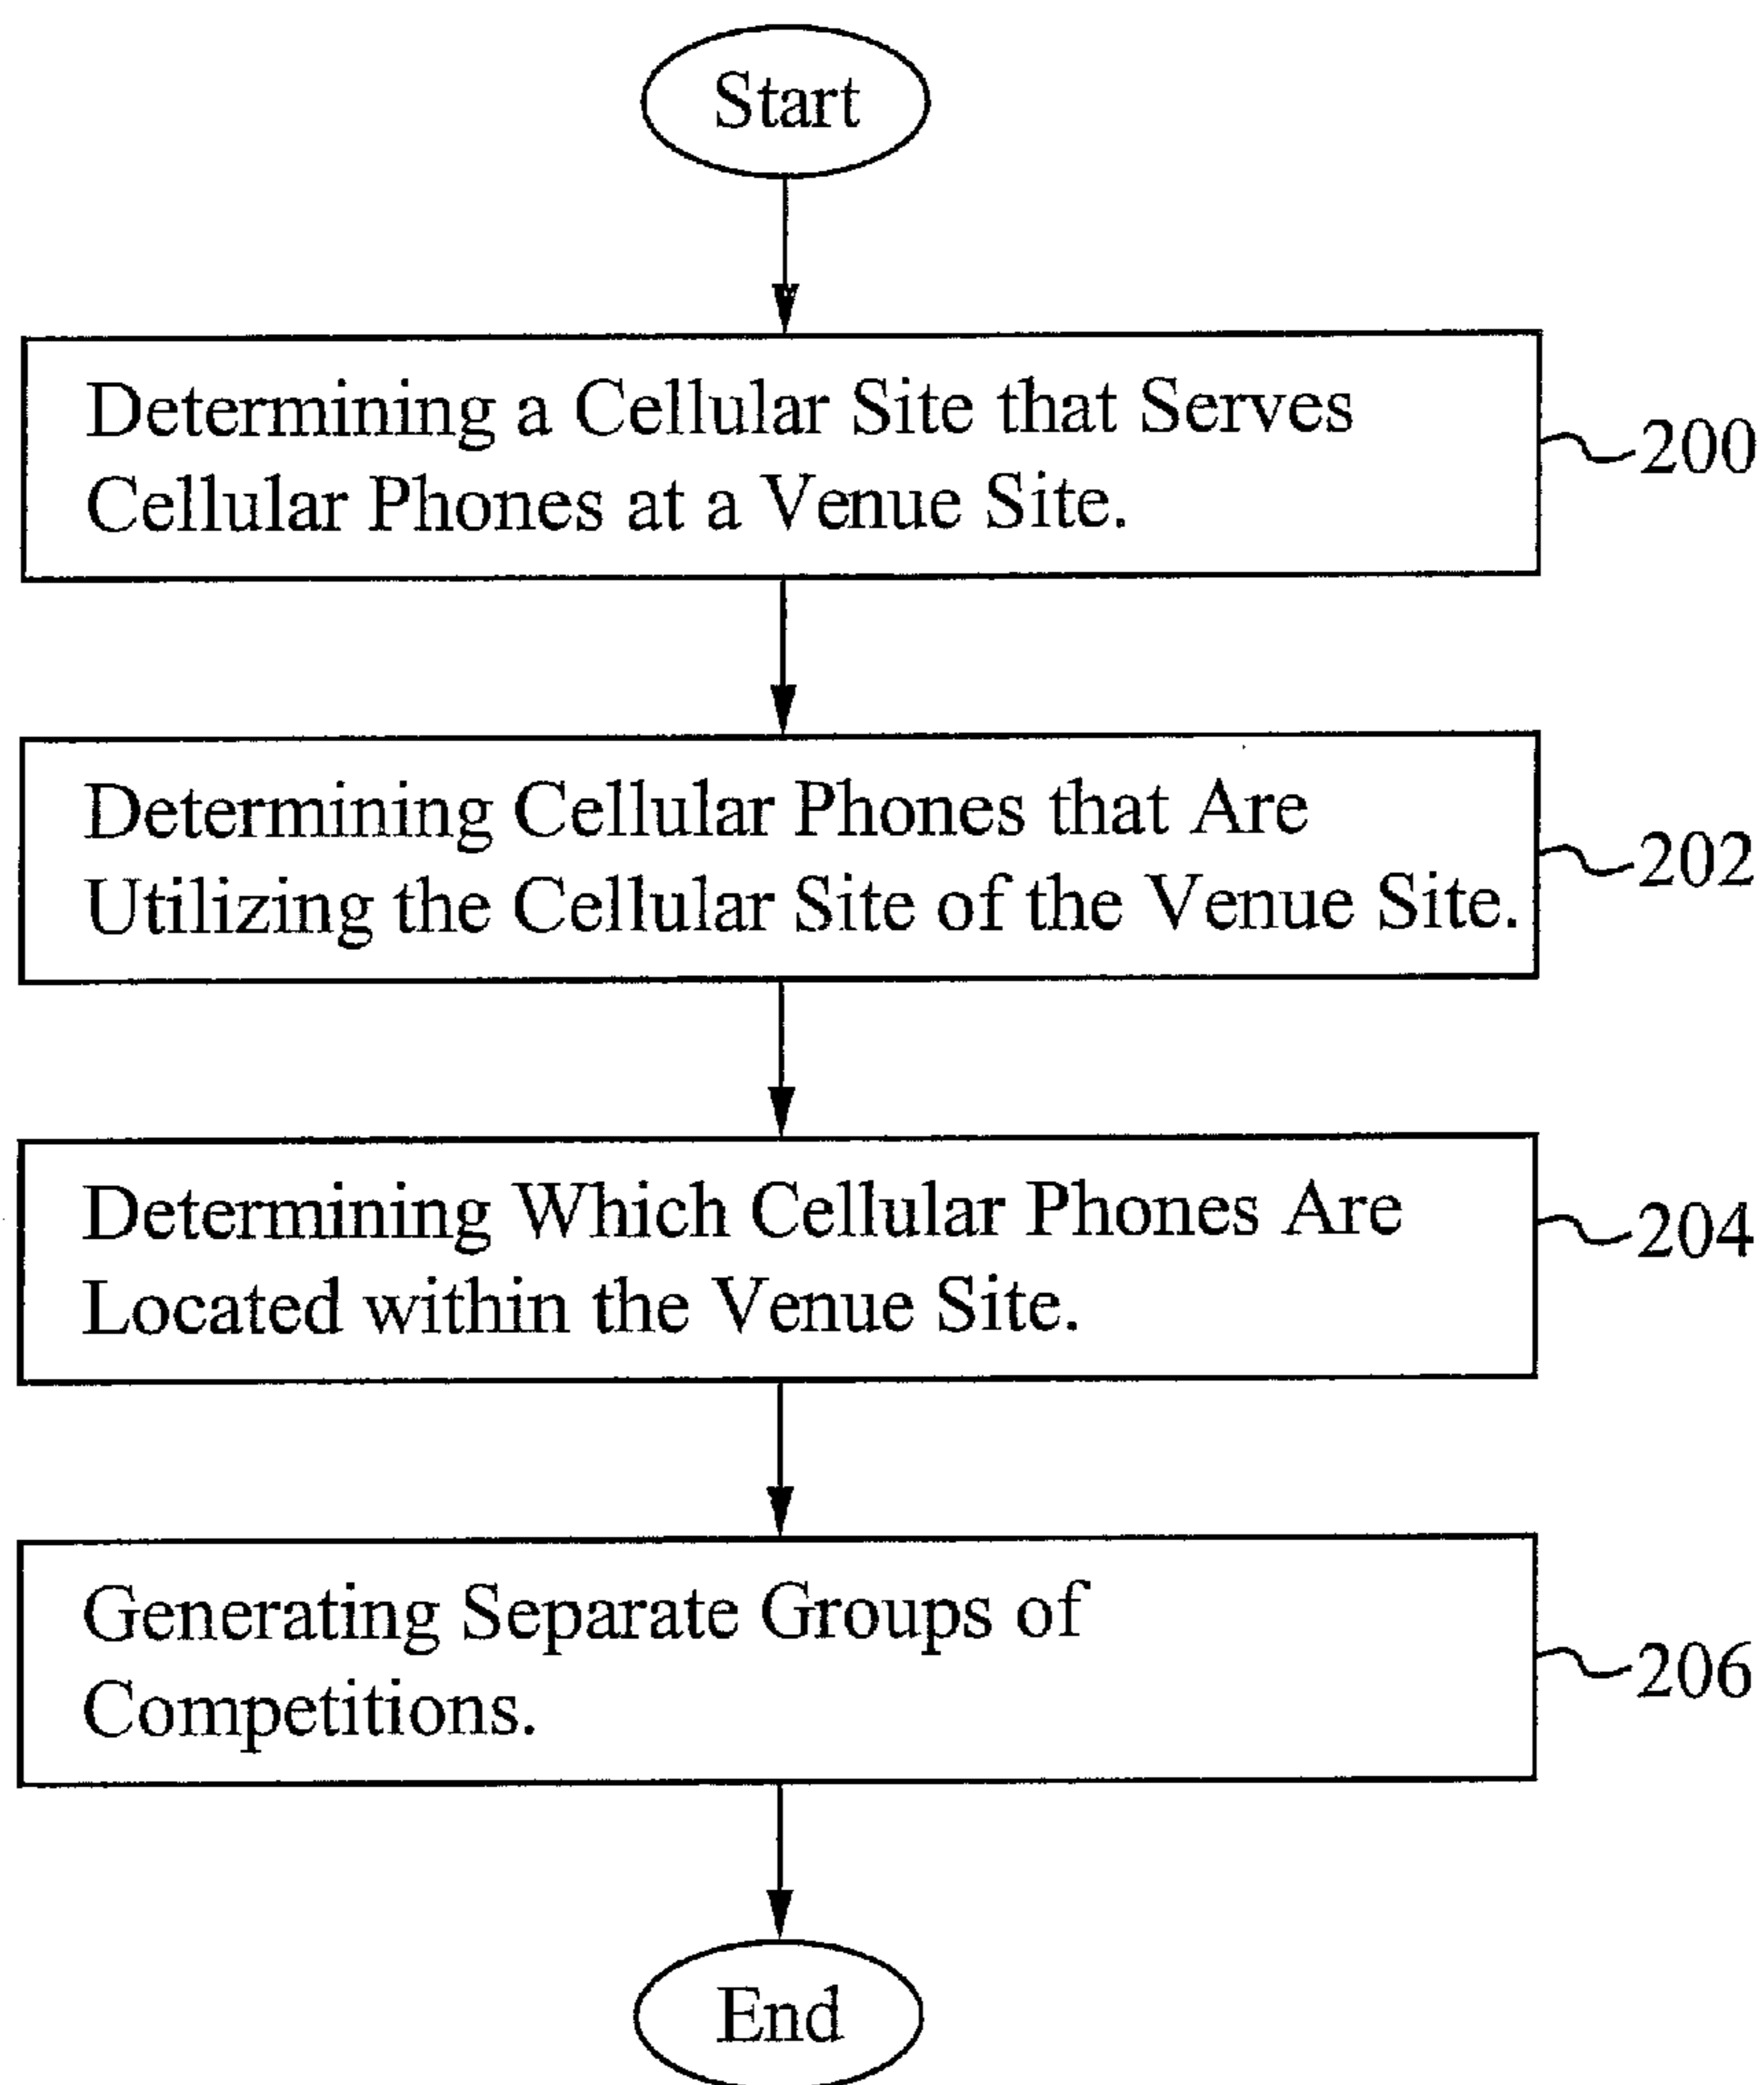 Start
Determining a Cellular Site that Serves
Cellular Phones at a Venue Site.
200
Determining Cellular Phones that Are
Utilizing the Cellular Site of the Venue Site.
202
Determining Which Cellular Phones Are
Located within the Venue Site.
204
Generating Separate Groups of
Competitions.
206
End